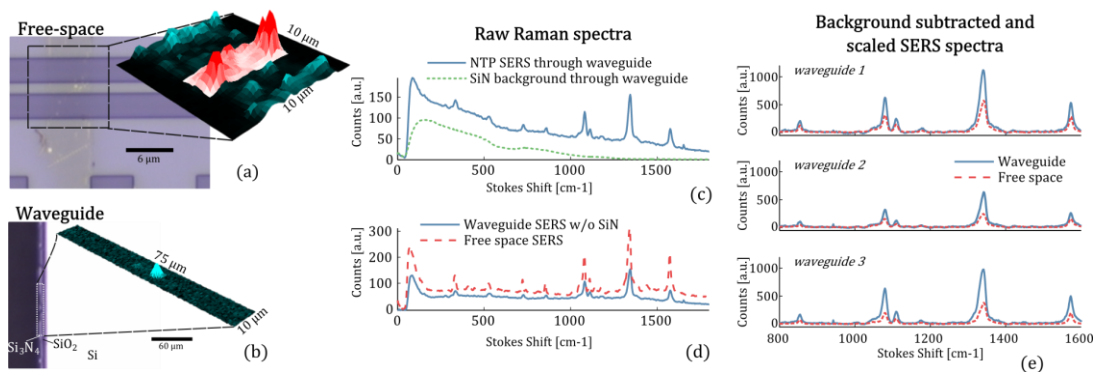 Free-space
10 μm
10 μm
6 μm
(a)
Waveguide
75 μm
10 μm
60 μm
Si₃N₄
SiO₂
Si
(b)
Raw Raman spectra
NTP SERS through waveguide
SiN background through waveguide
Counts [a.u.]
150
100
50
0
0
500
1000
1500
Stokes Shift [cm-1]
(c)
Waveguide SERS w/o SiN
Free space SERS
Counts [a.u.]
300
200
100
0
0
500
1000
1500
Stokes Shift [cm-1]
(d)
Background subtracted and
scaled SERS spectra
waveguide 1
Counts [a.u.]
1000
500
0
waveguide 2
Waveguide
Free space
Counts [a.u.]
1000
500
0
waveguide 3
Counts [a.u.]
1000
500
0
800
1000
1200
1400
1600
Stokes Shift [cm-1]
(e)